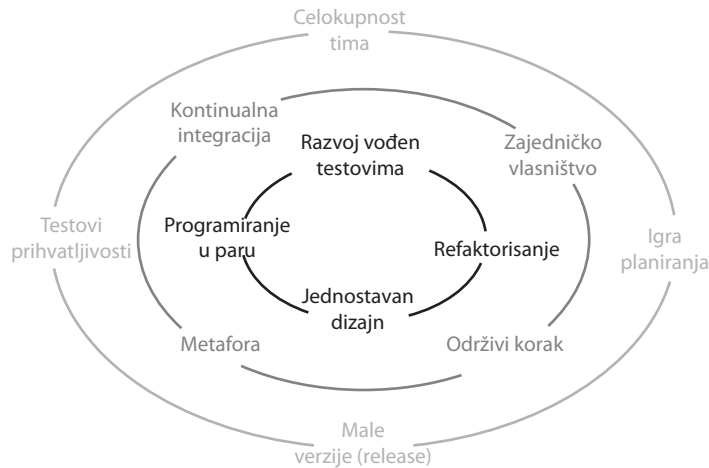 Celokupnost
tima
Kontinualna
integracija
Razvoj vođen
testovima
Zajedničko
vlasništvo
Testovi
prihvatljivosti
Programiranje
u paru
Refaktorisanje
Igra
planiranja
Jednostavan
dizajn
Metafora
Održivi korak
Male
verzije (release)